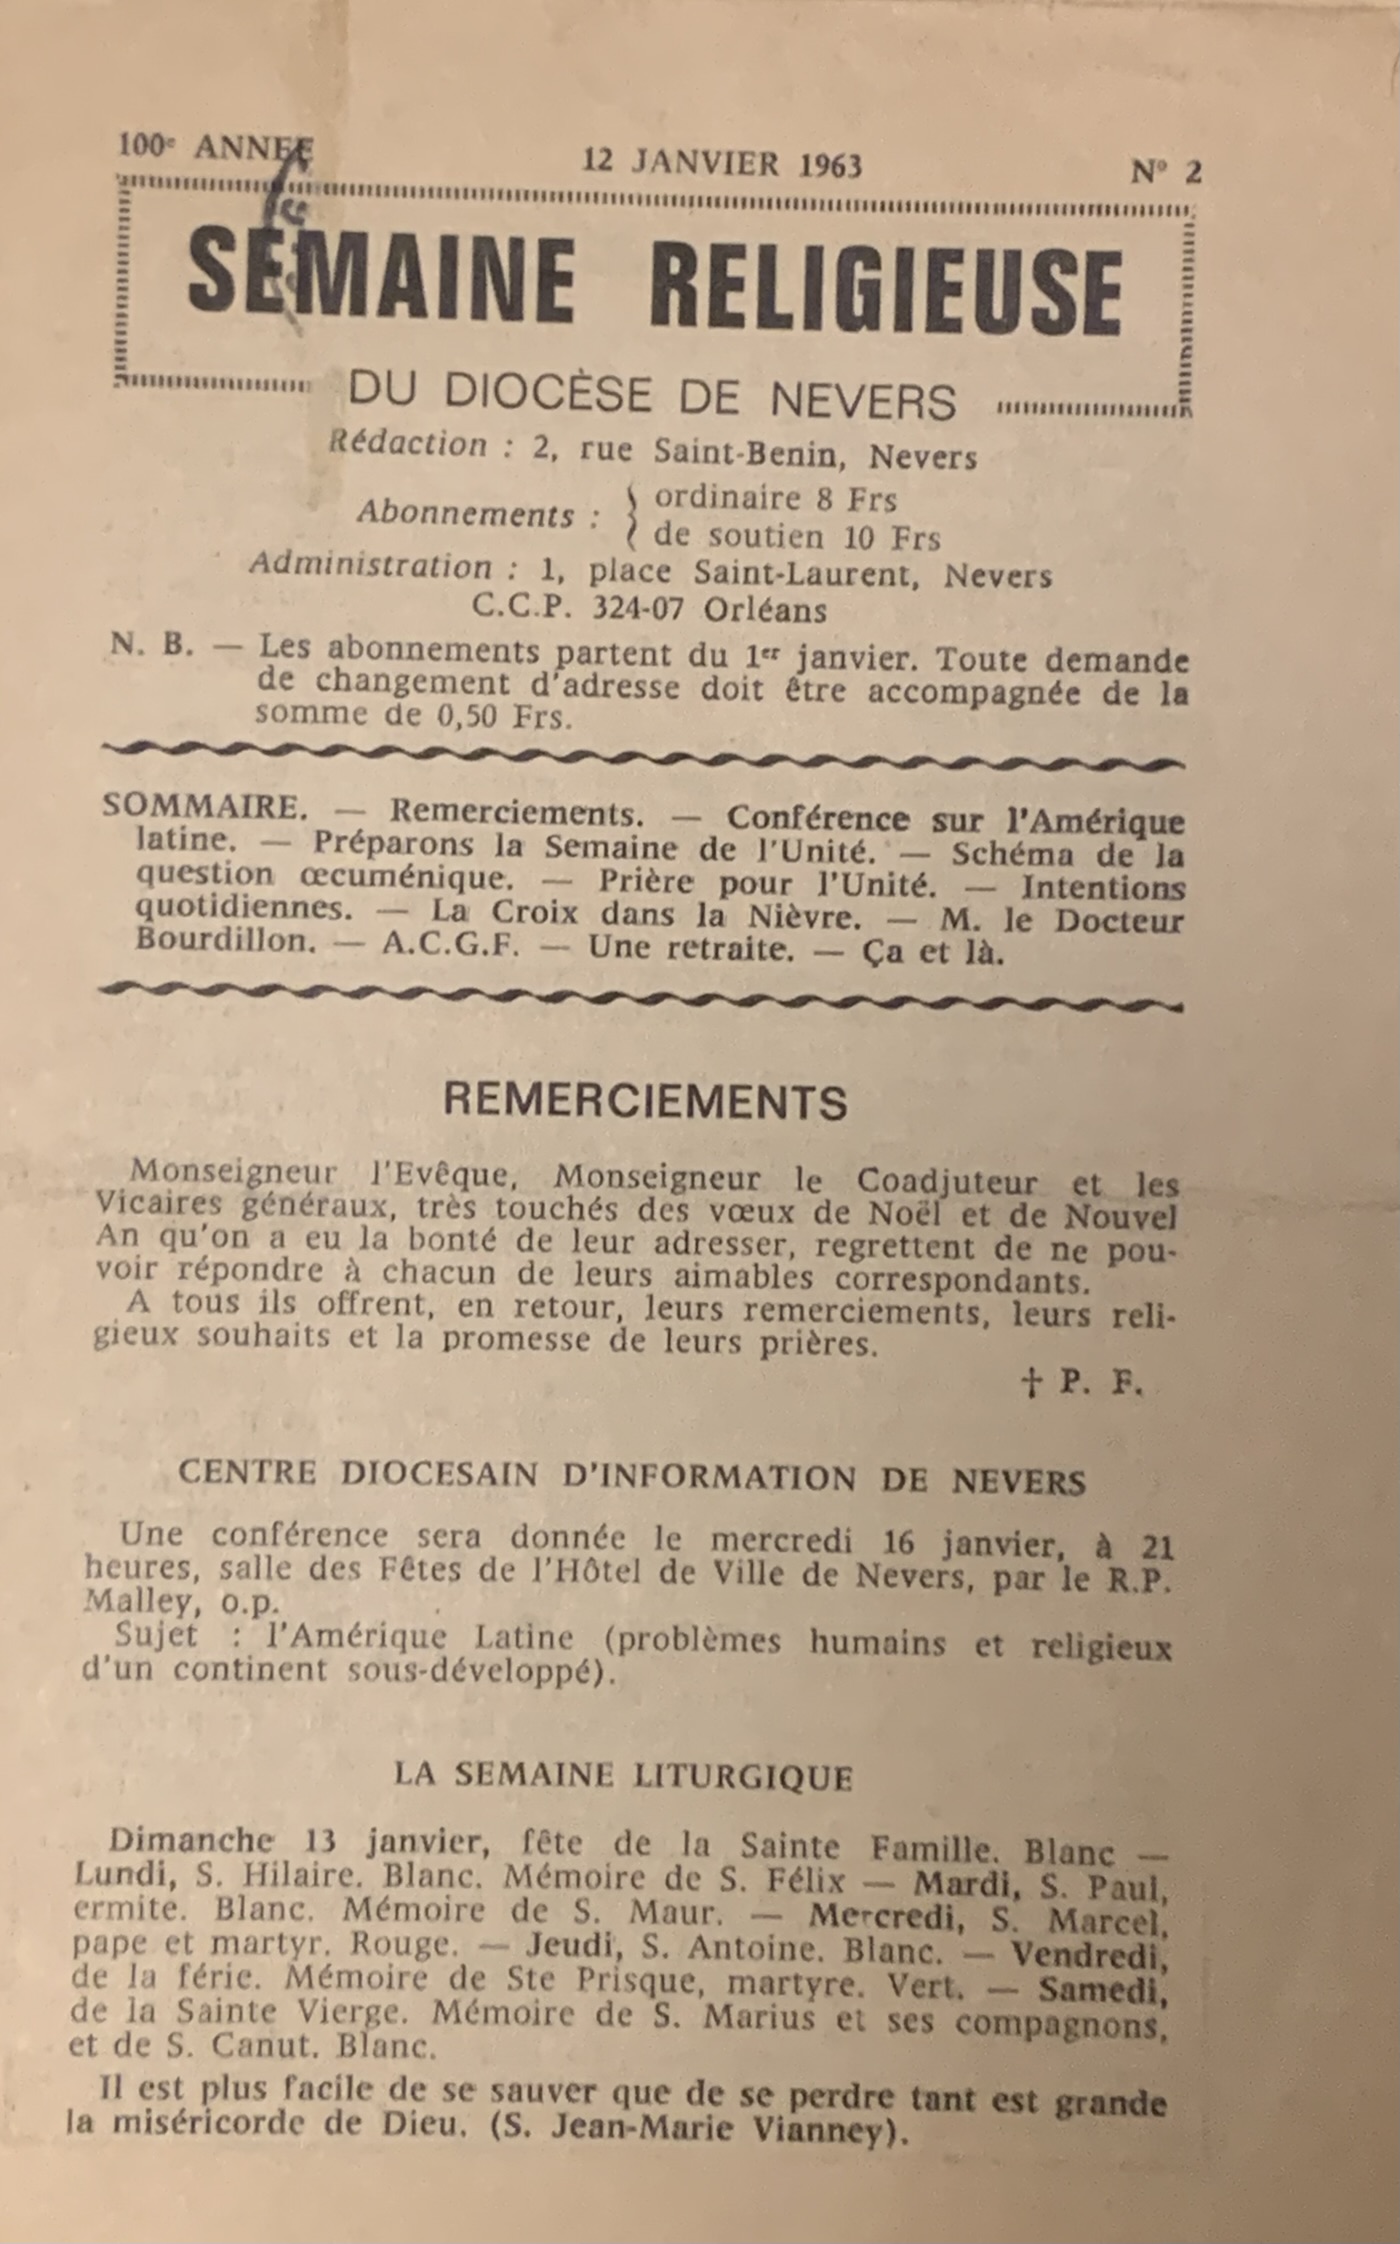 100e ANNEE 12 JANVIER 1963 N° 2
SEMAINE RELIGIEUSE
DU DIOCÈSE DE NEVERS
Rédaction : 2, rue Saint-Benin, Nevers
Abonnements : { ordinaire 8 Frs
de soutien 10 Frs
Administration : 1, place Saint-Laurent, Nevers
C.C.P. 324-07 Orléans
N. B. — Les abonnements partent du 1er janvier. Toute demande
de changement d'adresse doit être accompagnée de la
somme de 0,50 Frs.
SOMMAIRE. — Remerciements. — Conférence sur l'Amérique
latine. — Préparons la Semaine de l'Unité. — Schéma de la
question œcuménique. — Prière pour l'Unité. — Intentions
quotidiennes. — La Croix dans la Nièvre. — M. le Docteur
Bourdillon. — A.C.G.F. — Une retraite. — Ça et là.
REMERCIEMENTS
Monseigneur l'Evêque, Monseigneur le Coadjuteur et les
Vicaires généraux, très touchés des vœux de Noël et de Nouvel
An qu'on a eu la bonté de leur adresser, regrettent de ne pou-
voir répondre à chacun de leurs aimables correspondants.
A tous ils offrent, en retour, leurs remerciements, leurs reli-
gieux souhaits et la promesse de leurs prières.
† P. F.
CENTRE DIOCESAIN D'INFORMATION DE NEVERS
Une conférence sera donnée le mercredi 16 janvier, à 21
heures, salle des Fêtes de l'Hôtel de Ville de Nevers, par le R.P.
Malley, o.p.
Sujet : l'Amérique Latine (problèmes humains et religieux
d'un continent sous-développé).
LA SEMAINE LITURGIQUE
Dimanche 13 janvier, fête de la Sainte Famille. Blanc —
Lundi, S. Hilaire. Blanc. Mémoire de S. Félix — Mardi, S. Paul,
ermite. Blanc. Mémoire de S. Maur. — Mercredi, S. Marcel,
pape et martyr. Rouge. — Jeudi, S. Antoine. Blanc. — Vendredi,
de la férie. Mémoire de Ste Prisque, martyre. Vert. — Samedi,
de la Sainte Vierge. Mémoire de S. Marius et ses compagnons,
et de S. Canut. Blanc.
Il est plus facile de se sauver que de se perdre tant est grande
la miséricorde de Dieu. (S. Jean-Marie Vianney).